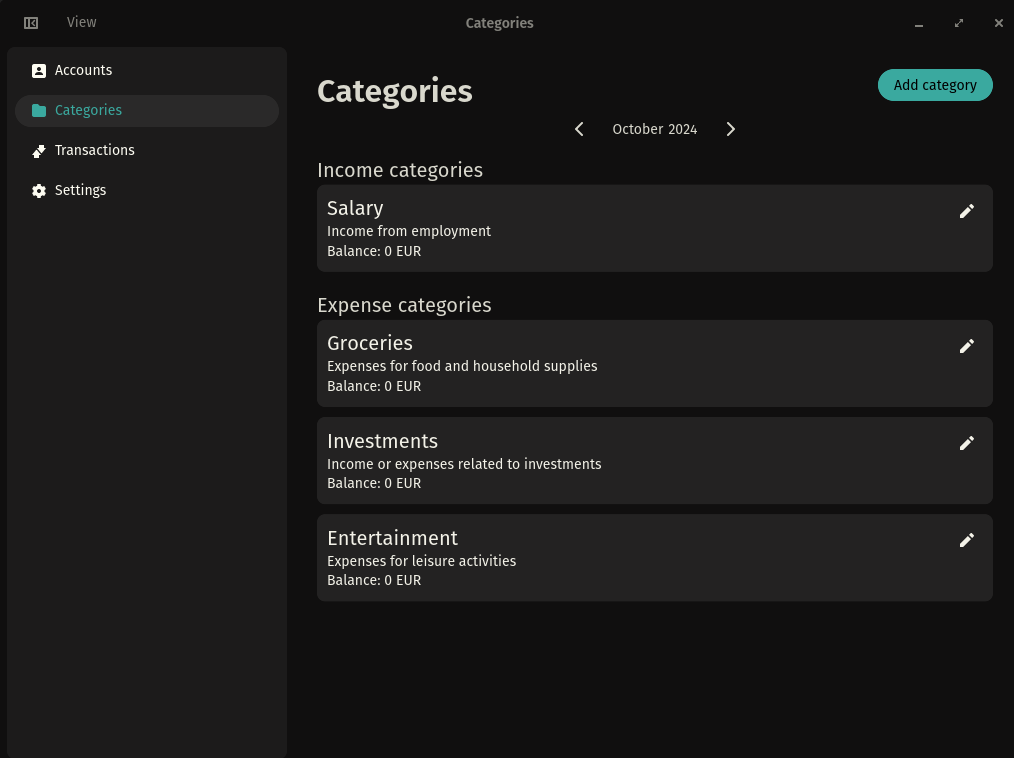 View
Categories
Accounts
Categories
Transactions
Settings
Categories
Add category
October 2024
Income categories
Salary
Income from employment
Balance: 0 EUR
Expense categories
Groceries
Expenses for food and household supplies
Balance: 0 EUR
Investments
Income or expenses related to investments
Balance: 0 EUR
Entertainment
Expenses for leisure activities
Balance: 0 EUR